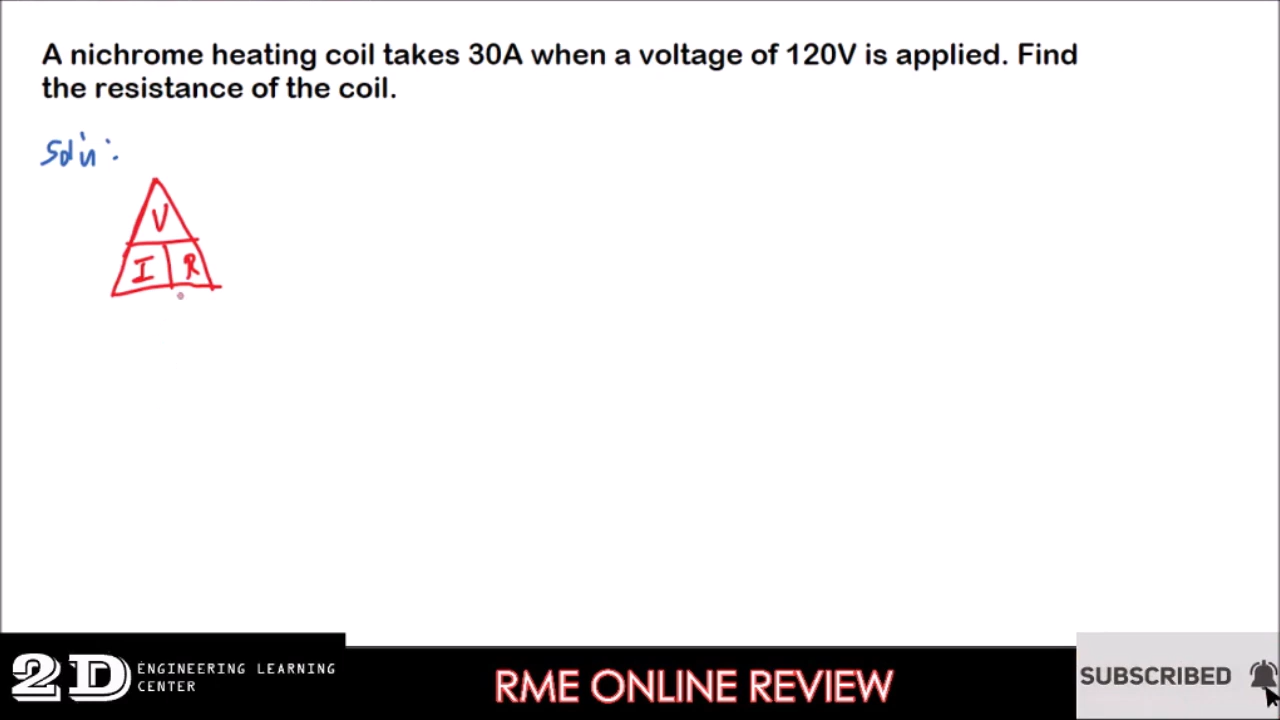 A nichrome heating coil takes 30A when a voltage of 120V is applied. Find
the resistance of the coil.
Sol'n:
V
I R
2D ENGINEERING LEARNING
CENTER
RME ONLINE REVIEW
SUBSCRIBED